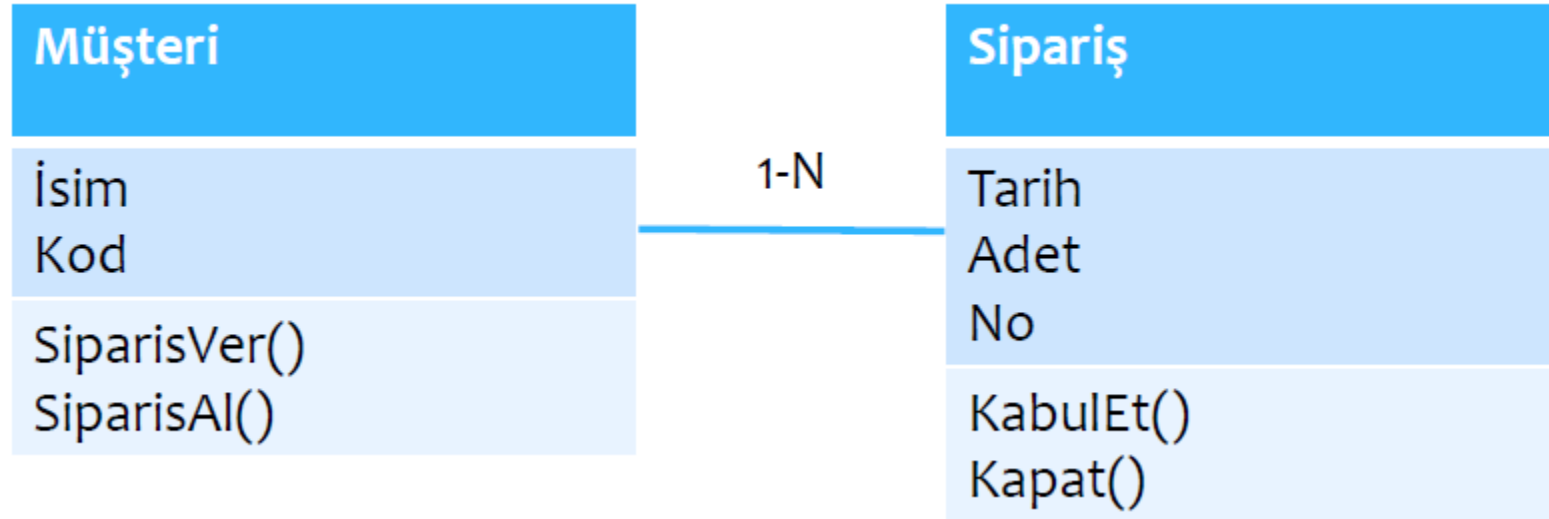 Müşteri
İsim
Kod
SiparisVer()
SiparisAl()
1-N
Sipariş
Tarih
Adet
No
KabulEt()
Kapat()